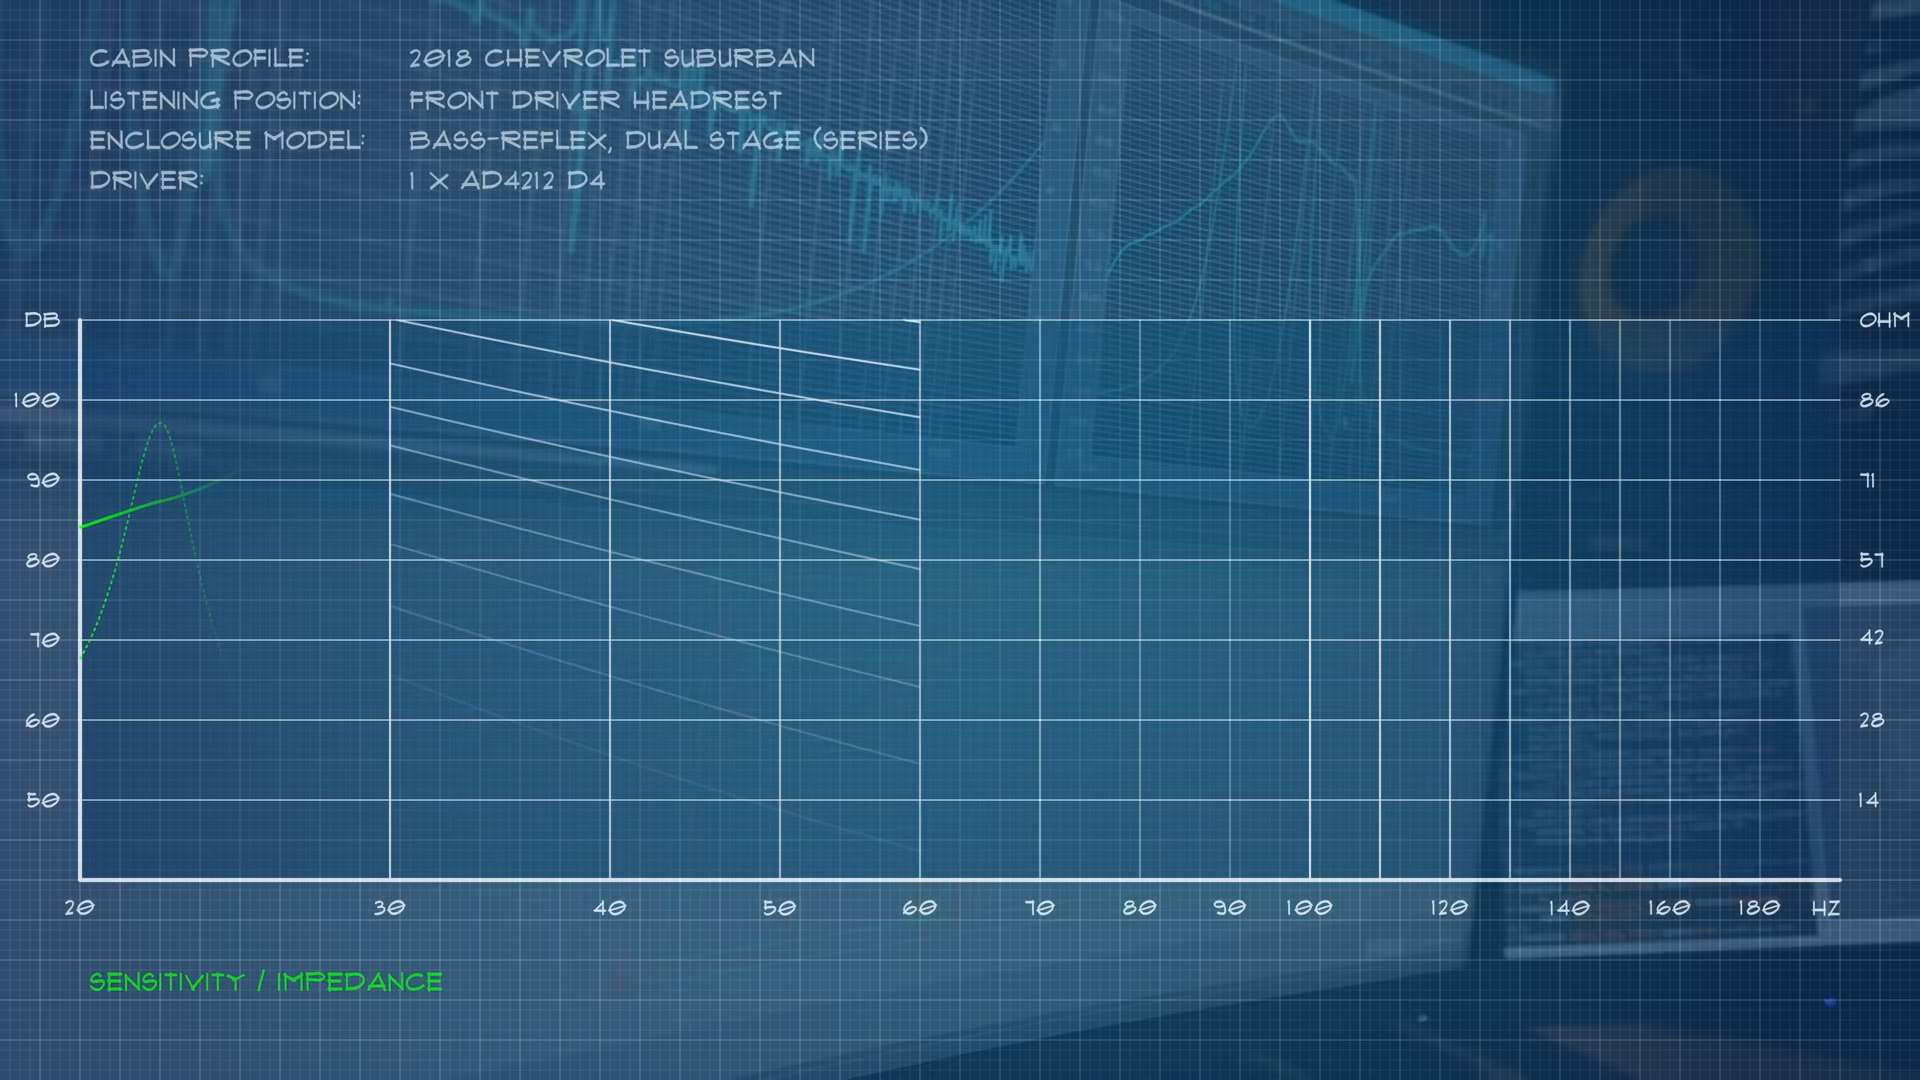 CABIN PROFILE: 2018 CHEVROLET SUBURBAN
LISTENING POSITION: FRONT DRIVER HEADREST
ENCLOSURE MODEL: BASS-REFLEX, DUAL STAGE (SERIES)
DRIVER: 1 X AD4212 D4
DB OHM
100 86
90 71
80 57
70 42
60 28
50 14
20 30 40 50 60 70 80 90 100 120 140 160 180 HZ
SENSITIVITY / IMPEDANCE